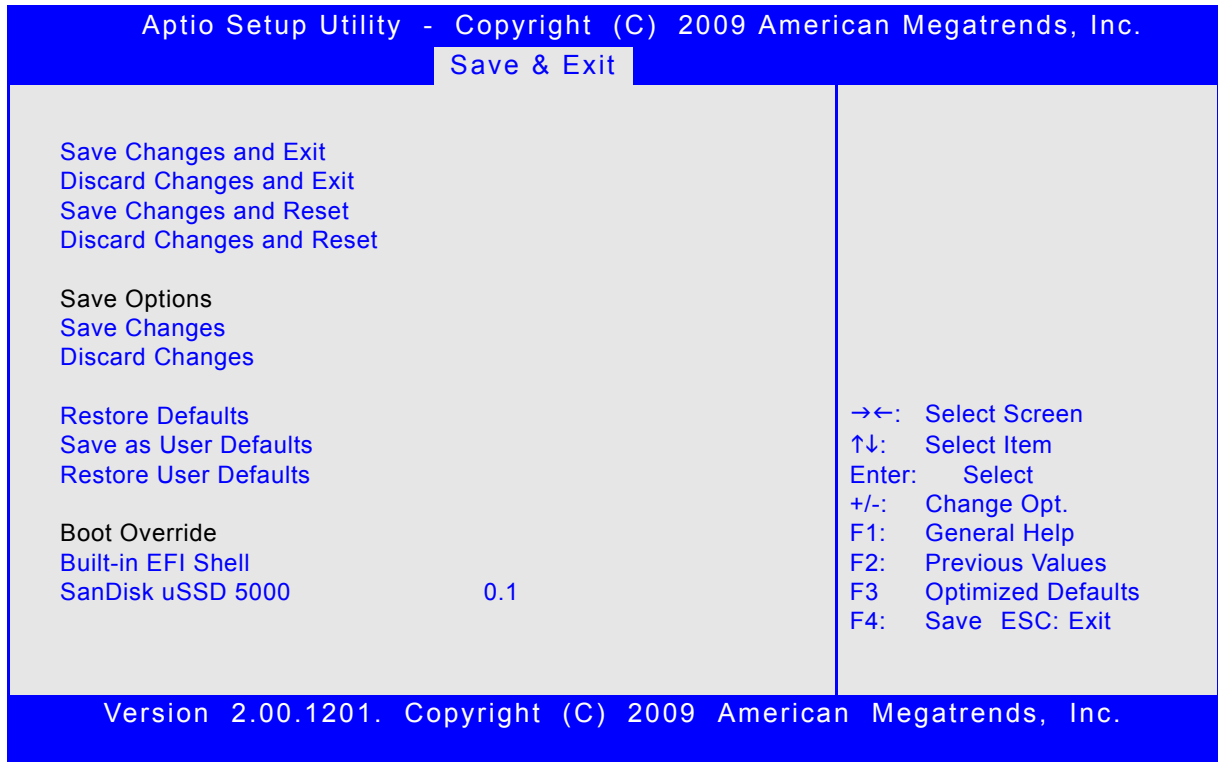 Aptio Setup Utility - Copyright (C) 2009 American Megatrends, Inc.
Save & Exit
Save Changes and Exit
Discard Changes and Exit
Save Changes and Reset
Discard Changes and Reset
Save Options
Save Changes
Discard Changes
Restore Defaults
Save as User Defaults
Restore User Defaults
Boot Override
Built-in EFI Shell
SanDisk uSSD 5000 0.1
→←: Select Screen
↑↓: Select Item
Enter: Select
+/-: Change Opt.
F1: General Help
F2: Previous Values
F3 Optimized Defaults
F4: Save ESC: Exit
Version 2.00.1201. Copyright (C) 2009 American Megatrends, Inc.